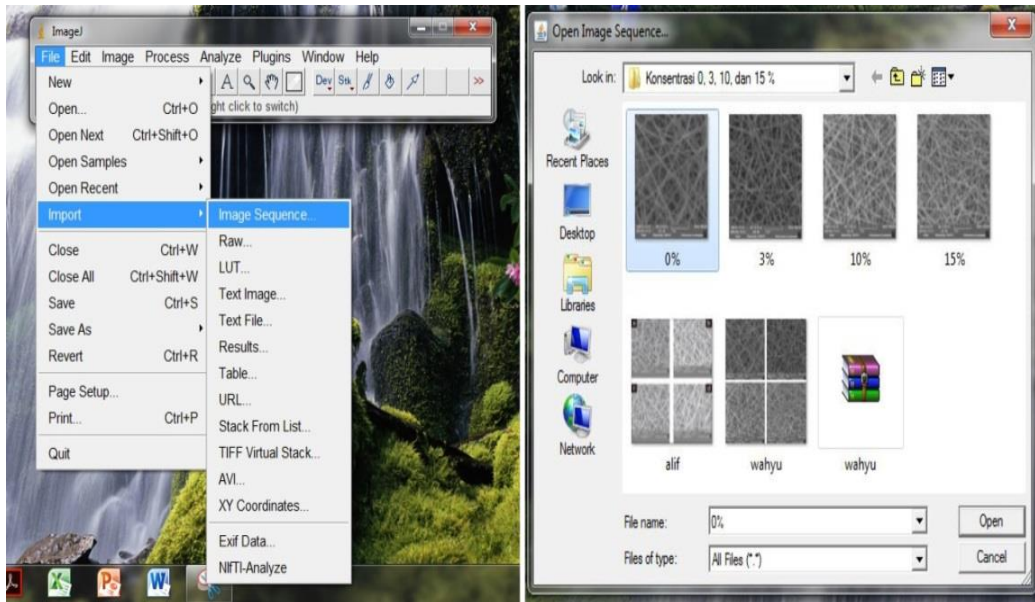 ImageJ
File Edit Image Process Analyze Plugins Window Help
A Dev Stk >>
ght click to switch)
New
Open... Ctrl+O
Open Next Ctrl+Shift+O
Open Samples
Open Recent
Import
Close Ctrl+W
Close All Ctrl+Shift+W
Save Ctrl+S
Save As
Revert Ctrl+R
Page Setup...
Print... Ctrl+P
Quit
Image Sequence...
Raw...
LUT...
Text Image...
Text File...
Results...
Table...
URL...
Stack From List...
TIFF Virtual Stack...
AVI...
XY Coordinates...
Exif Data...
NIfTI-Analyze
Open Image Sequence...
Look in: Konsentrasi 0, 3, 10, dan 15 %
Recent Places
Desktop
Libraries
Computer
Network
0% 3% 10% 15%
alif wahyu wahyu
File name: 0% Open
Files of type: All Files (*.*) Cancel